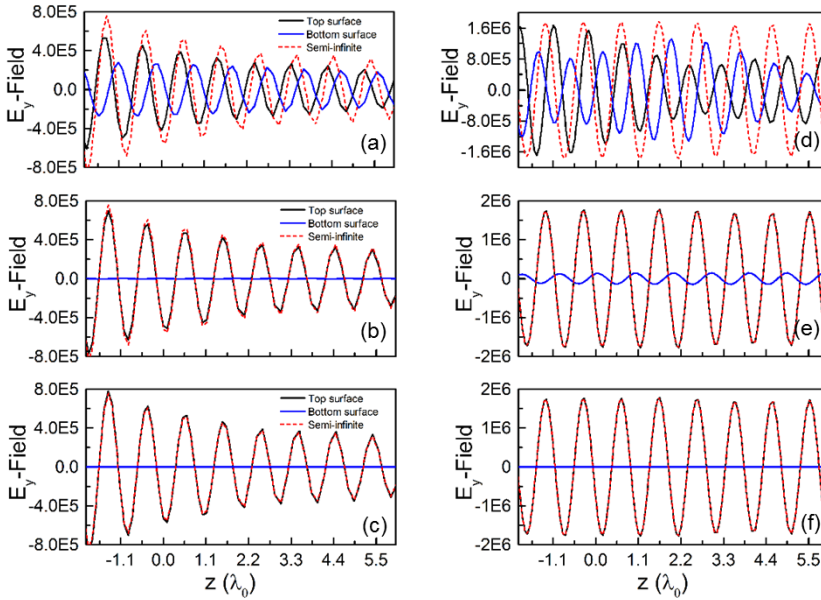 8.0E5
4.0E5
0.0
-4.0E5
8.0E5
E_y-Field
Top surface
Bottom surface
Semi-infinite
(a)
1.6E6
8.0E5
0.0
-8.0E5
-1.6E6
E_y-Field
(d)
8.0E5
4.0E5
0.0
-4.0E5
8.0E5
E_y-Field
Top surface
Bottom surface
Semi-infinite
(b)
2E6
1E6
0
-1E6
-2E6
E_y-Field
(e)
8.0E5
4.0E5
0.0
-4.0E5
8.0E5
E_y-Field
Top surface
Bottom surface
Semi-infinite
(c)
-1.1 0.0 1.1 2.2 3.3 4.4 5.5
z (λ_0)
2E6
1E6
0
-1E6
-2E6
E_y-Field
(f)
-1.1 0.0 1.1 2.2 3.3 4.4 5.5
z (λ_0)